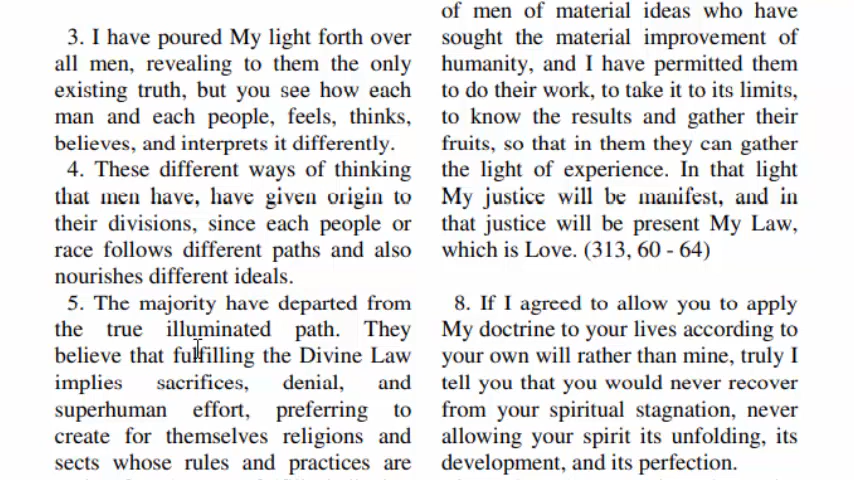 3. I have poured My light forth over
all men, revealing to them the only
existing truth, but you see how each
man and each people, feels, thinks,
believes, and interprets it differently.
4. These different ways of thinking
that men have, have given origin to
their divisions, since each people or
race follows different paths and also
nourishes different ideals.
5. The majority have departed from
the true illuminated path. They
believe that fulfilling the Divine Law
implies sacrifices, denial, and
superhuman effort, preferring to
create for themselves religions and
sects whose rules and practices are
of men of material ideas who have
sought the material improvement of
humanity, and I have permitted them
to do their work, to take it to its limits,
to know the results and gather their
fruits, so that in them they can gather
the light of experience. In that light
My justice will be manifest, and in
that justice will be present My Law,
which is Love. (313, 60 - 64)
8. If I agreed to allow you to apply
My doctrine to your lives according to
your own will rather than mine, truly I
tell you that you would never recover
from your spiritual stagnation, never
allowing your spirit its unfolding, its
development, and its perfection.